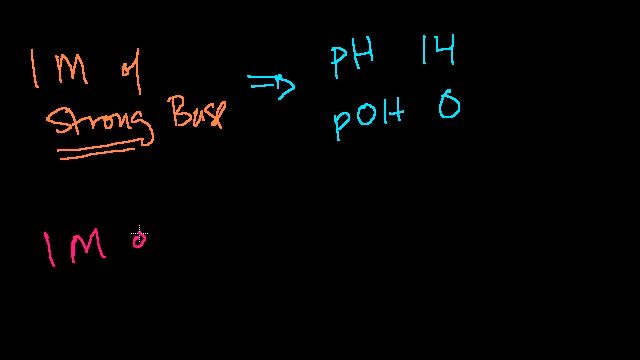 1 M of
Strong Base
⇒
pH 14
pOH 0
1 M o